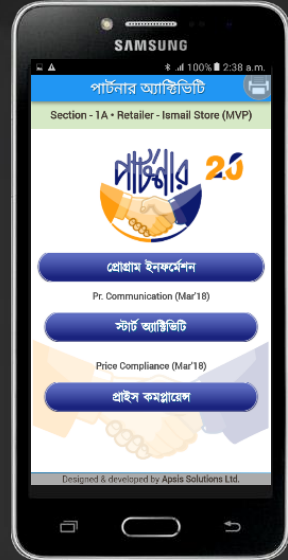 SAMSUNG
100% 2:38 a.m.
পার্টনার অ্যাক্টিভিটি
Section - 1A • Retailer - Ismail Store (MVP)
পার্টনার 2.0
প্রোগ্রাম ইনফর্মেশন
Pr. Communication (Mar'18)
স্টার্ট অ্যাক্টিভিটি
Price Compliance (Mar'18)
প্রাইস কমপ্লায়েন্স
Designed & developed by Apsis Solutions Ltd.